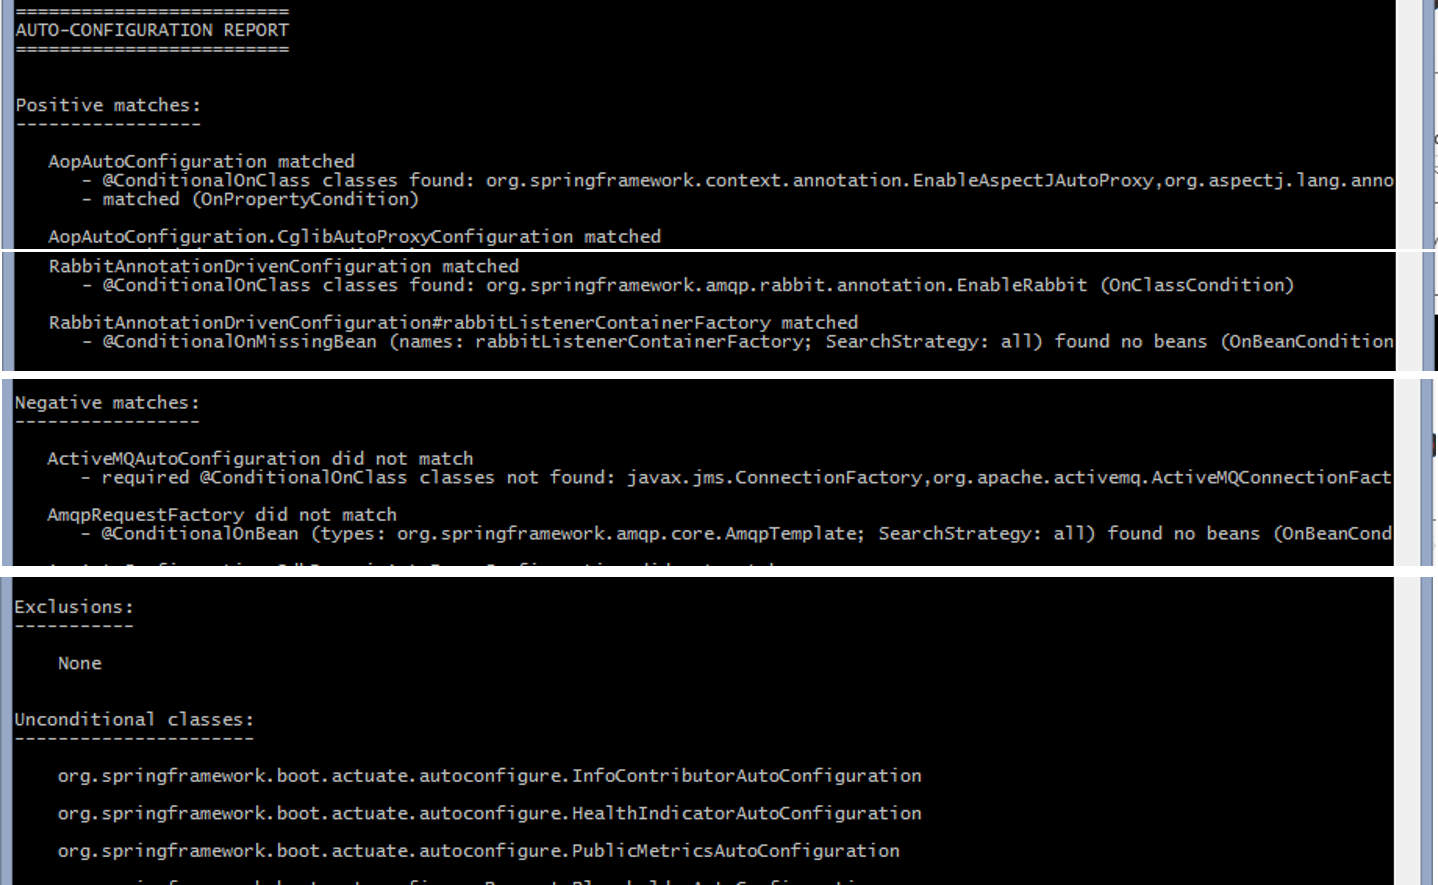 =========================
AUTO-CONFIGURATION REPORT
=========================
Positive matches:
-----------------
AopAutoConfiguration matched
- @ConditionalOnClass classes found: org.springframework.context.annotation.EnableAspectJAutoProxy,org.aspectj.lang.anno
- matched (OnPropertyCondition)
AopAutoConfiguration.CglibAutoProxyConfiguration matched
RabbitAnnotationDrivenConfiguration matched
- @ConditionalOnClass classes found: org.springframework.amqp.rabbit.annotation.EnableRabbit (OnClassCondition)
RabbitAnnotationDrivenConfiguration#rabbitListenerContainerFactory matched
- @ConditionalOnMissingBean (names: rabbitListenerContainerFactory; SearchStrategy: all) found no beans (OnBeanCondition
Negative matches:
-----------------
ActiveMQAutoConfiguration did not match
- required @ConditionalOnClass classes not found: javax.jms.ConnectionFactory,org.apache.activemq.ActiveMQConnectionFact
AmqpRequestFactory did not match
- @ConditionalOnBean (types: org.springframework.amqp.core.AmqpTemplate; SearchStrategy: all) found no beans (OnBeanCond
Exclusions:
-----------
None
Unconditional classes:
----------------------
org.springframework.boot.actuate.autoconfigure.InfoContributorAutoConfiguration
org.springframework.boot.actuate.autoconfigure.HealthIndicatorAutoConfiguration
org.springframework.boot.actuate.autoconfigure.PublicMetricsAutoConfiguration